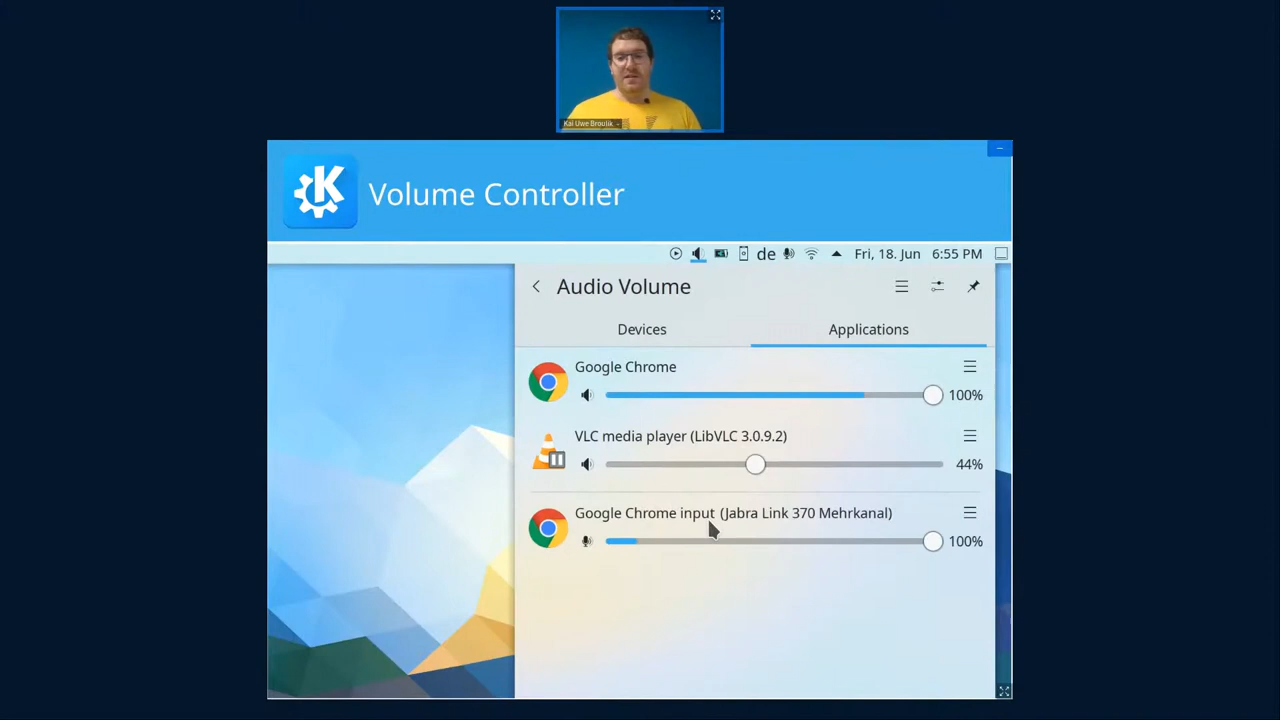 Kai Uwe Broulik
Volume Controller
de Fri, 18. Jun 6:55 PM
Audio Volume
Devices Applications
Google Chrome
100%
VLC media player (LibVLC 3.0.9.2)
44%
Google Chrome input (Jabra Link 370 Mehrkanal)
100%